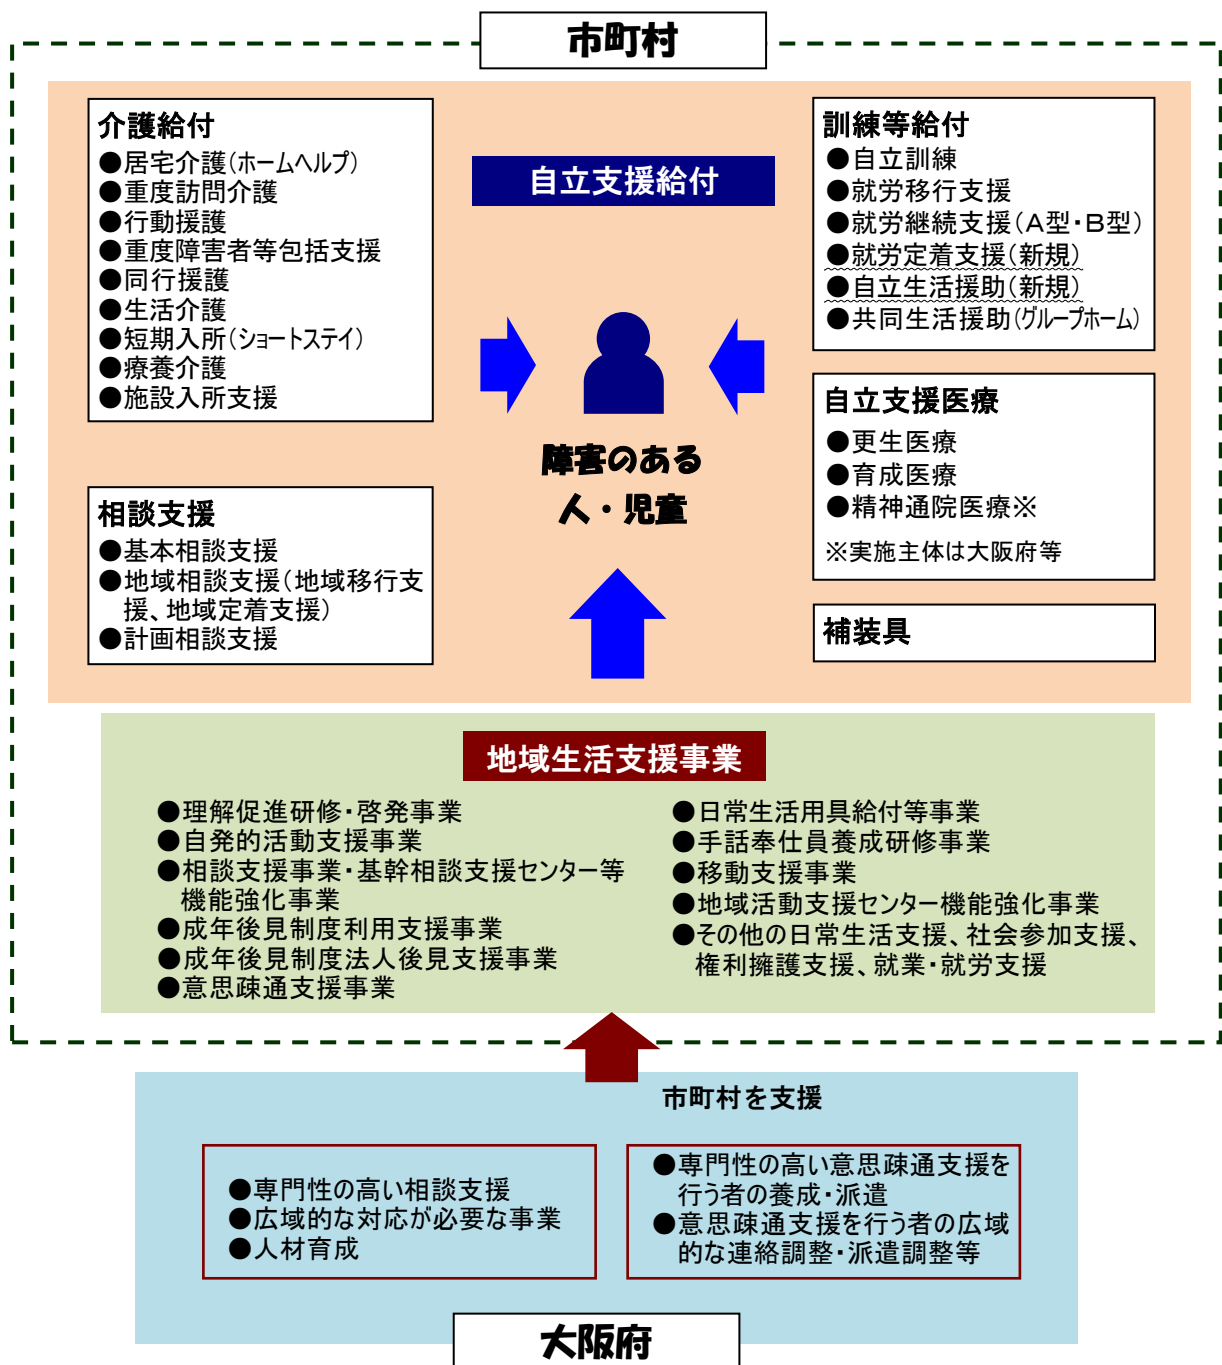 市町村
介護給付
●居宅介護(ホームヘルプ)
●重度訪問介護
●行動援護
●重度障害者等包括支援
●同行援護
●生活介護
●短期入所(ショートステイ)
●療養介護
●施設入所支援
相談支援
●基本相談支援
●地域相談支援(地域移行支
援、地域定着支援)
●計画相談支援
自立支援給付
障害のある
人・児童
訓練等給付
●自立訓練
●就労移行支援
●就労継続支援(A型・B型)
●就労定着支援(新規)
●自立生活援助(新規)
●共同生活援助(グループホーム)
自立支援医療
●更生医療
●育成医療
●精神通院医療※
※実施主体は大阪府等
補装具
地域生活支援事業
●理解促進研修・啓発事業
●自発的活動支援事業
●相談支援事業・基幹相談支援センター等
機能強化事業
●成年後見制度利用支援事業
●成年後見制度法人後見支援事業
●意思疎通支援事業
●日常生活用具給付等事業
●手話奉仕員養成研修事業
●移動支援事業
●地域活動支援センター機能強化事業
●その他の日常生活支援、社会参加支援、
権利擁護支援、就業・就労支援
市町村を支援
●専門性の高い相談支援
●広域的な対応が必要な事業
●人材育成
●専門性の高い意思疎通支援を
行う者の養成・派遣
●意思疎通支援を行う者の広域
的な連絡調整・派遣調整等
大阪府